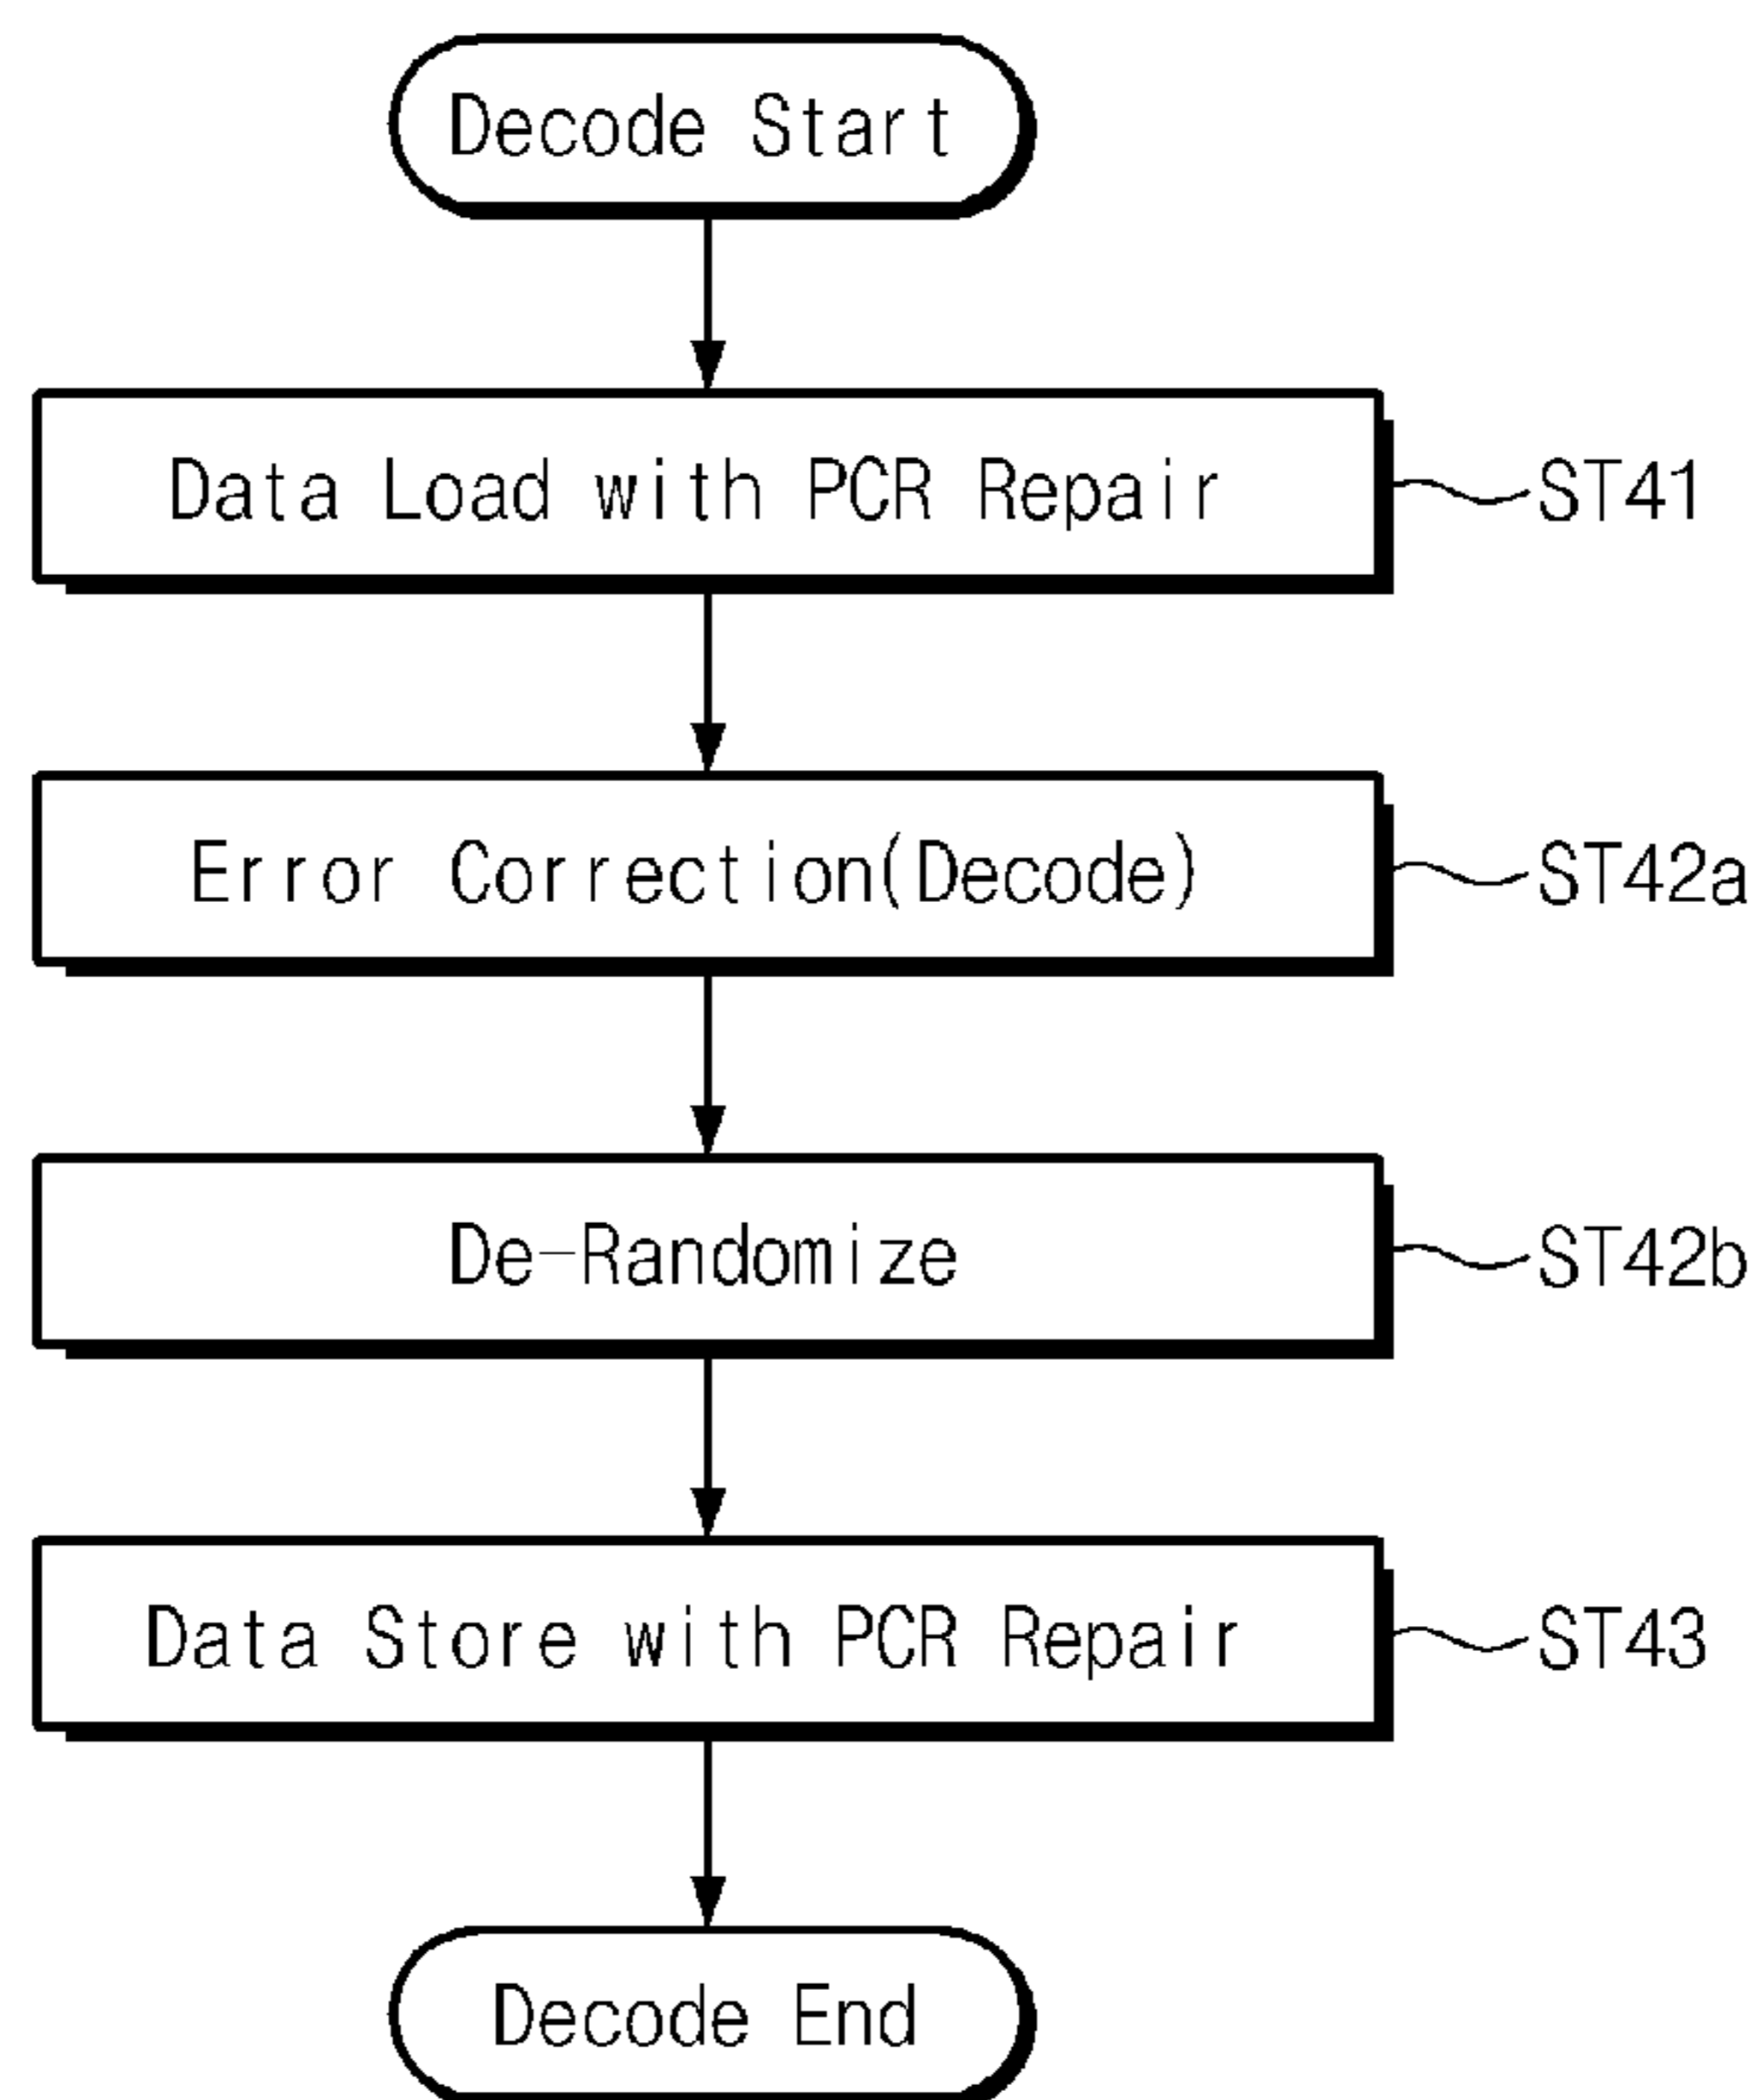 Decode Start
Data Load with PCR Repair
ST41
Error Correction(Decode)
ST42a
De-Randomize
ST42b
Data Store with PCR Repair
ST43
Decode End